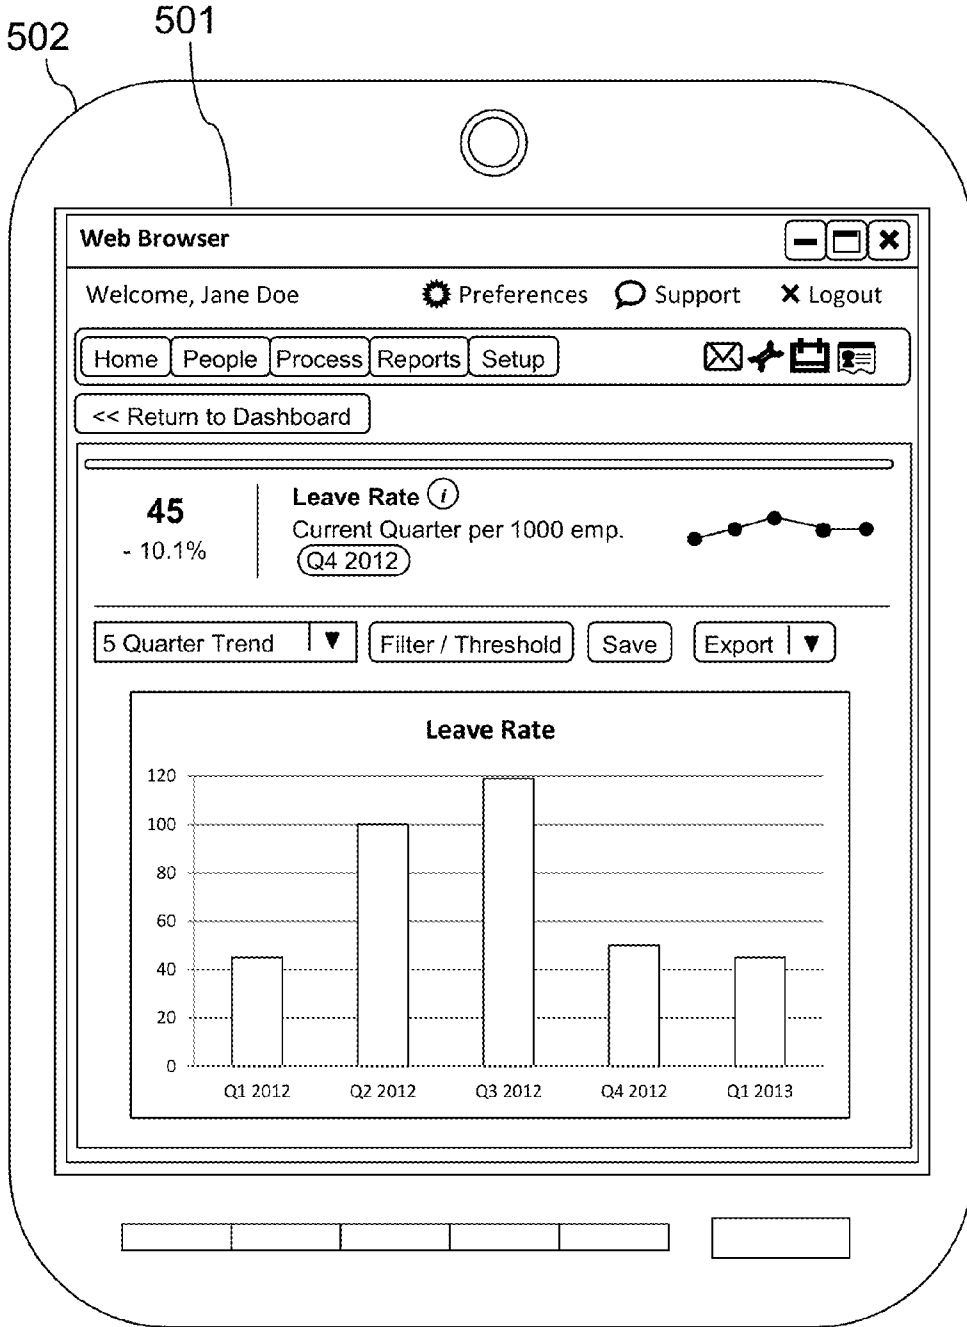 501
502
Web Browser
Welcome, Jane Doe Preferences Support Logout
Home People Process Reports Setup
<< Return to Dashboard
45
- 10.1%
Leave Rate i
Current Quarter per 1000 emp.
Q4 2012
5 Quarter Trend Filter / Threshold Save Export
Leave Rate
120
100
80
60
40
20
0
Q1 2012 Q2 2012 Q3 2012 Q4 2012 Q1 2013